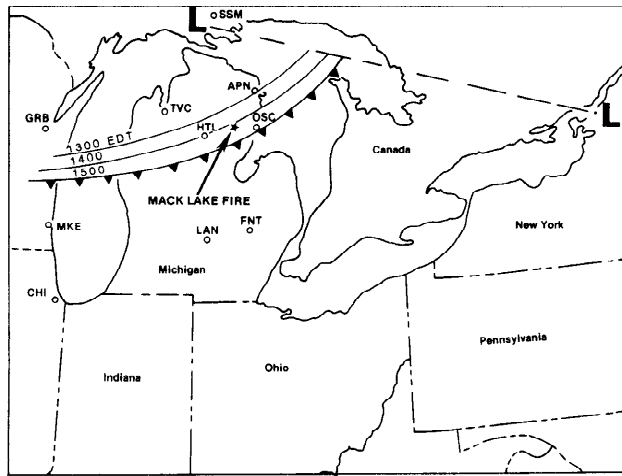 L
SSM
APN
TVC
GRB
HTL
OSC
1300 EDT
1400
1500
Canada
L
MACK LAKE FIRE
MKE
LAN
FNT
New York
Michigan
CHI
Pennsylvania
Indiana
Ohio